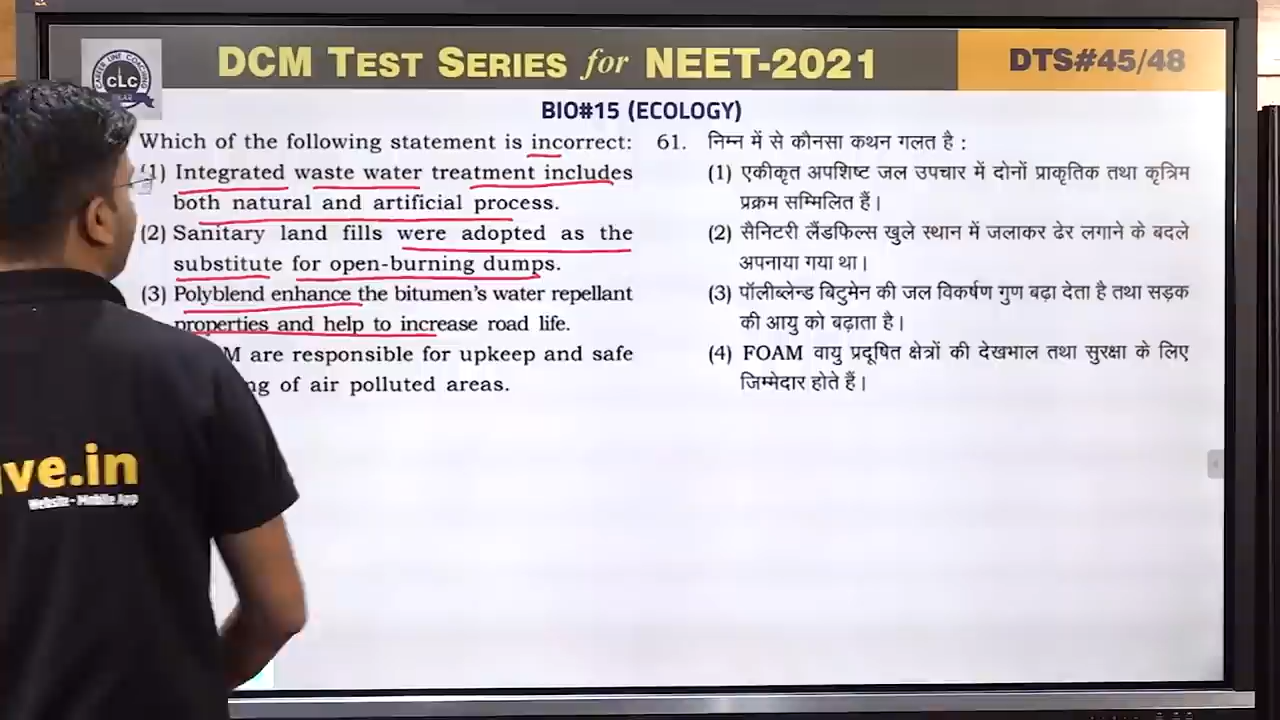 DCM TEST SERIES for NEET-2021
DTS#45/48
CLC
BIO#15 (ECOLOGY)
Which of the following statement is incorrect:
(1) Integrated waste water treatment includes
both natural and artificial process.
(2) Sanitary land fills were adopted as the
substitute for open-burning dumps.
(3) Polyblend enhance the bitumen's water repellant
properties and help to increase road life.
M are responsible for upkeep and safe
ng of air polluted areas.
61. निम्न में से कौनसा कथन गलत है :
(1) एकीकृत अपशिष्ट जल उपचार में दोनों प्राकृतिक तथा कृत्रिम
प्रक्रम सम्मिलित हैं।
(2) सैनिटरी लैंडफिल्स खुले स्थान में जलाकर ढेर लगाने के बदले
अपनाया गया था।
(3) पॉलीब्लेन्ड बिटुमेन की जल विकर्षण गुण बढ़ा देता है तथा सड़क
की आयु को बढ़ाता है।
(4) FOAM वायु प्रदूषित क्षेत्रों की देखभाल तथा सुरक्षा के लिए
जिम्मेदार होते हैं।
ive.in
Website - Mobile App